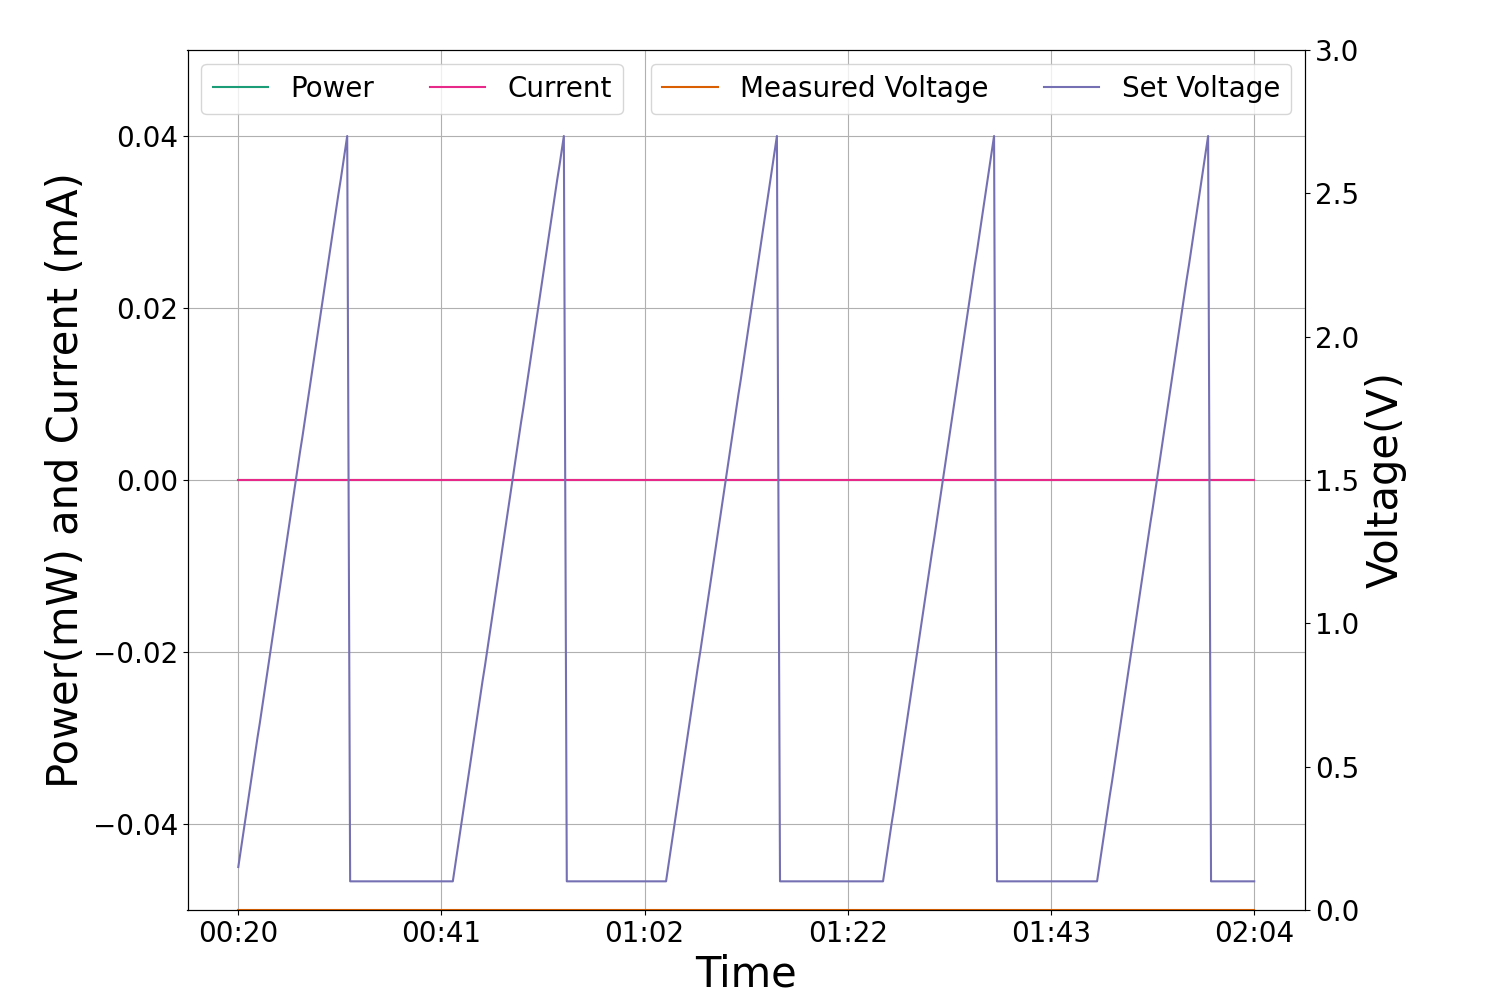 Power Current Measured Voltage Set Voltage
Power(mW) and Current (mA)
0.04
0.02
0.00
−0.02
−0.04
3.0
2.5
2.0
1.5
1.0
0.5
0.0
Voltage(V)
00:20 00:41 01:02 01:22 01:43 02:04
Time